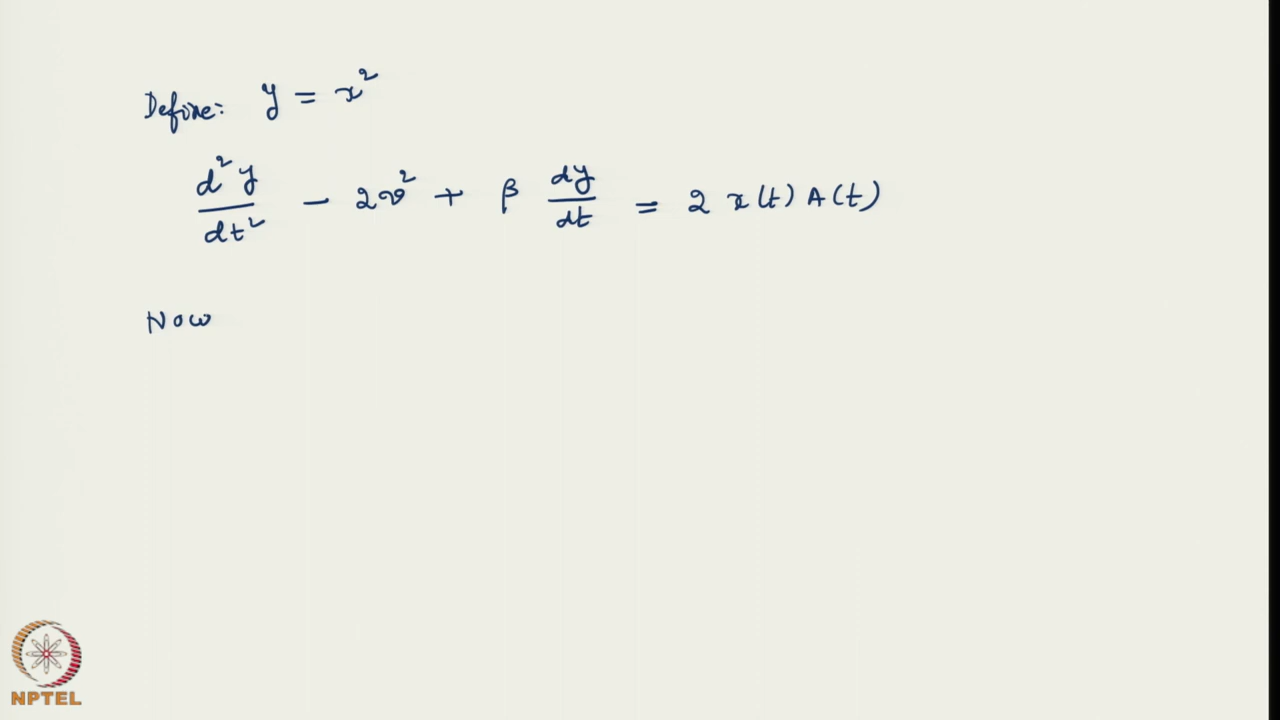 Define: y = x²
d²y/dt² - 2v² + β dy/dt = 2 x(t) A(t)
Now
NPTEL